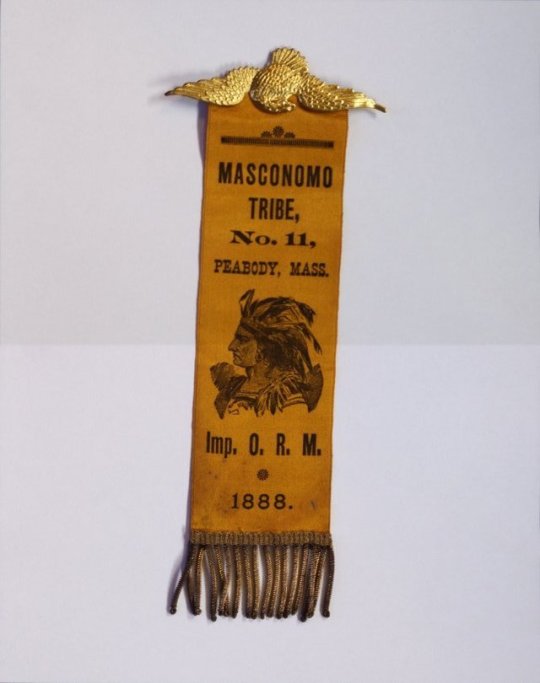 MASCONOMO
TRIBE,
No. 11,
PEABODY, MASS.
Imp. O. R. M.
1888.